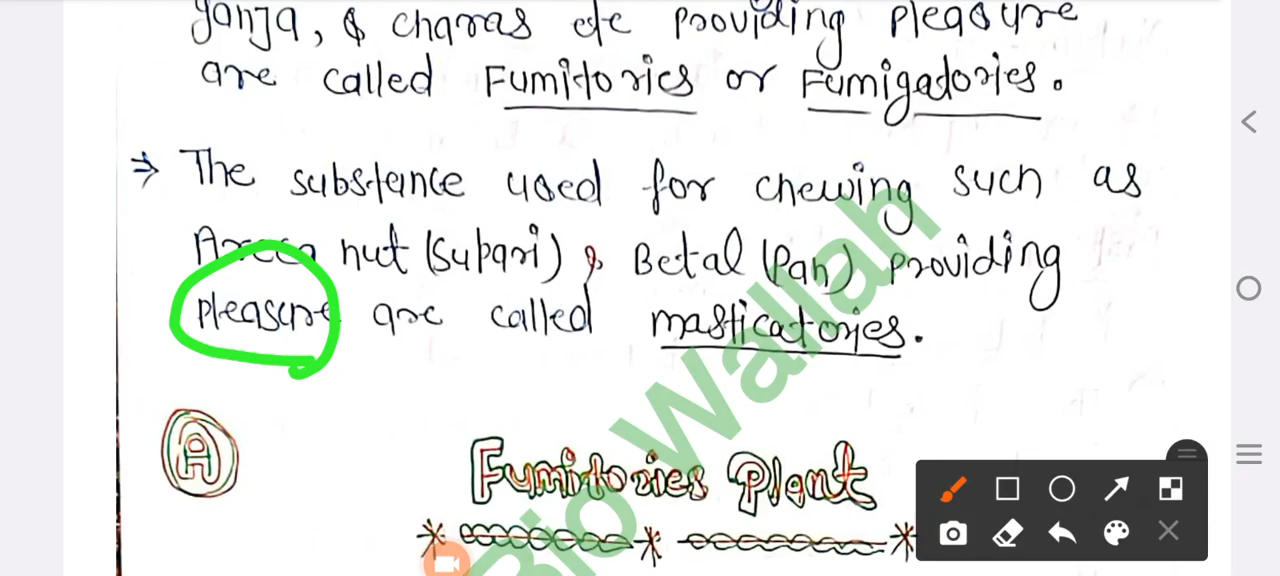 ganja, & charas etc providing pleasure
are called Fumitories or Fumigatories.
⇒ The substance used for chewing such as
Areca nut (Supari) & Betal (Pan) providing
pleasure are called masticatories.
A
Fumitories Plant
Bio Wallah